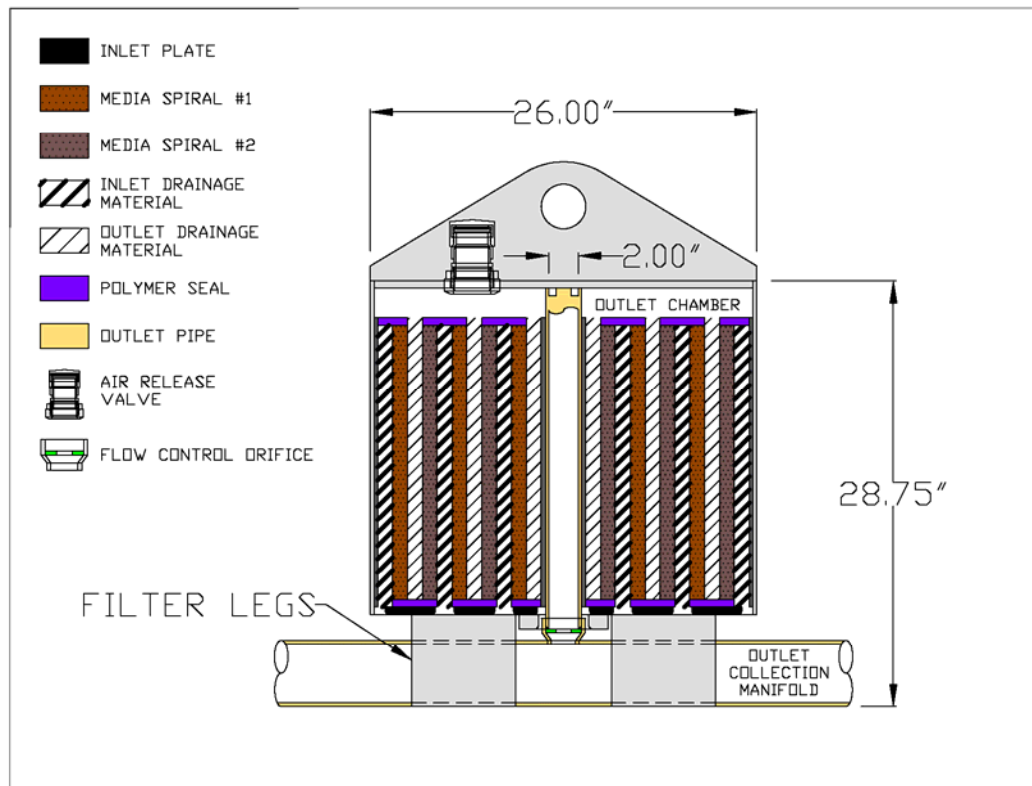 INLET PLATE
MEDIA SPIRAL #1
MEDIA SPIRAL #2
INLET DRAINAGE
MATERIAL
OUTLET DRAINAGE
MATERIAL
POLYMER SEAL
OUTLET PIPE
AIR RELEASE
VALVE
FLOW CONTROL ORIFICE
26.00"
2.00"
OUTLET CHAMBER
28.75"
FILTER LEGS
OUTLET
COLLECTION
MANIFOLD